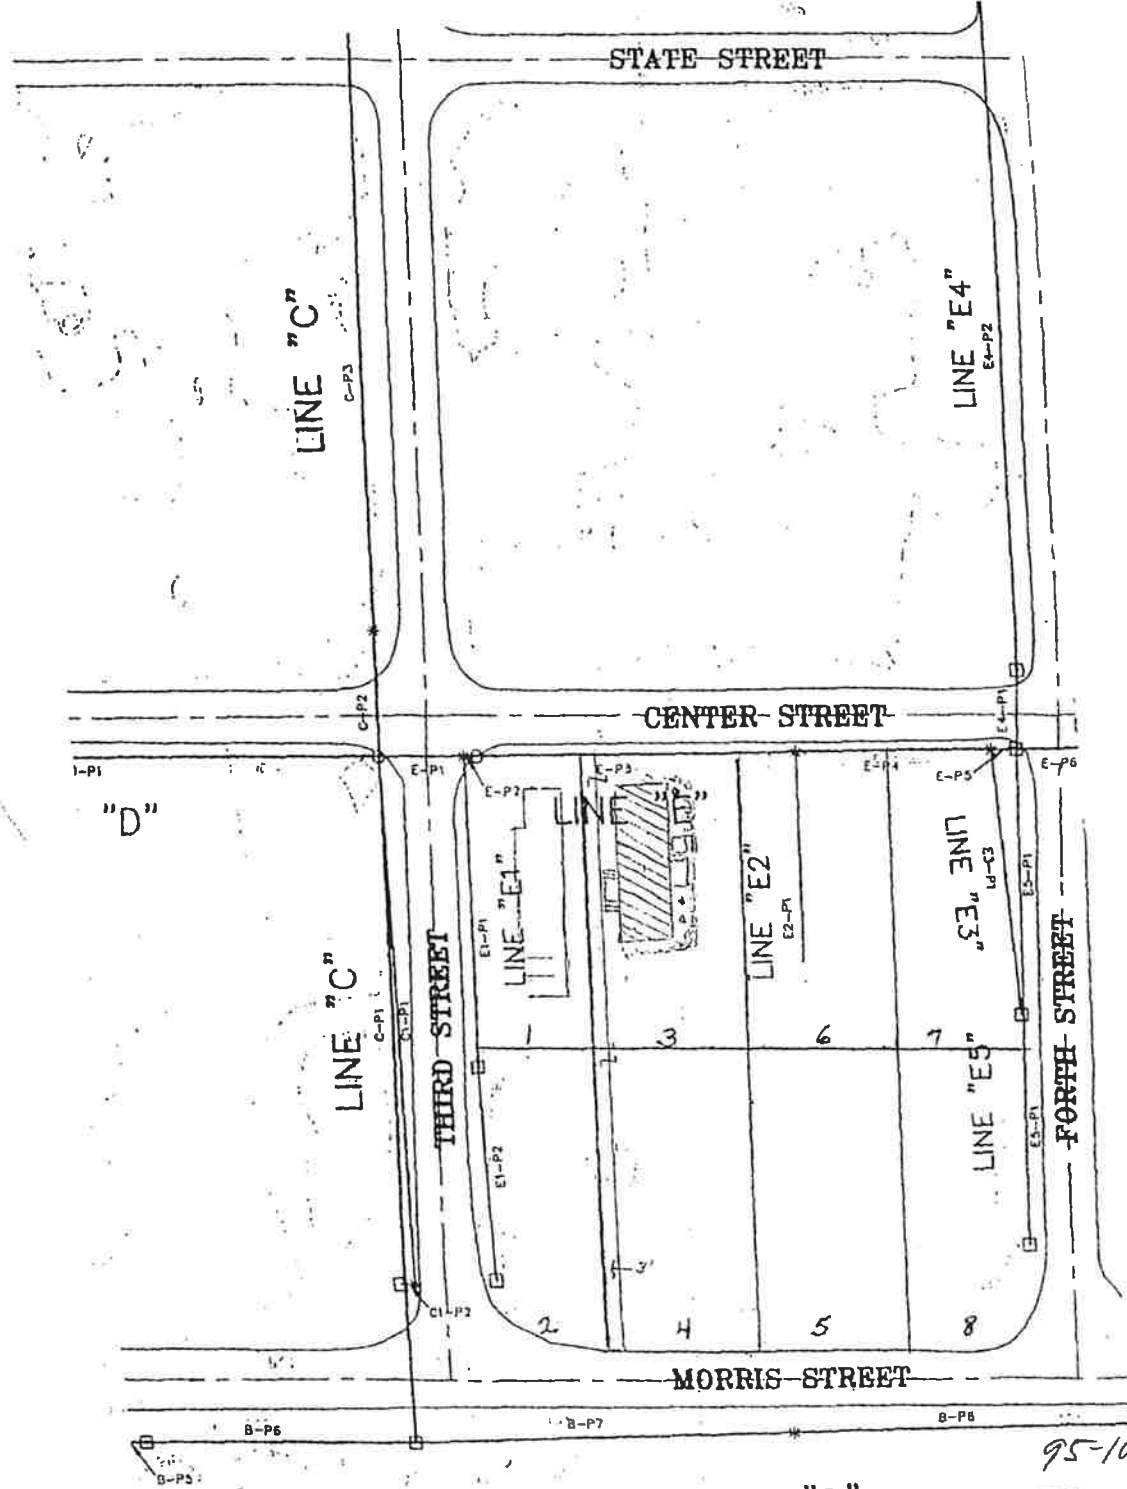 STATE STREET
LINE "C"
C-P3
LINE "E4"
E4-P2
C-P2
CENTER STREET
E4-P1
E-P1
E-P2
E-P3
E-P4
E-P5
E-P6
"D"
LINE "E"
LINE "E1"
E1-P1
LINE "E2"
E2-P1
LINE "E3"
E5-P1
LINE "C"
C-P1
C1-P1
THIRD STREET
FORTH STREET
1
3
6
7
LINE "E5"
E5-P1
E1-P2
3'
C1-P2
2
4
5
8
MORRIS STREET
B-P6
B-P7
B-P8
B-P5